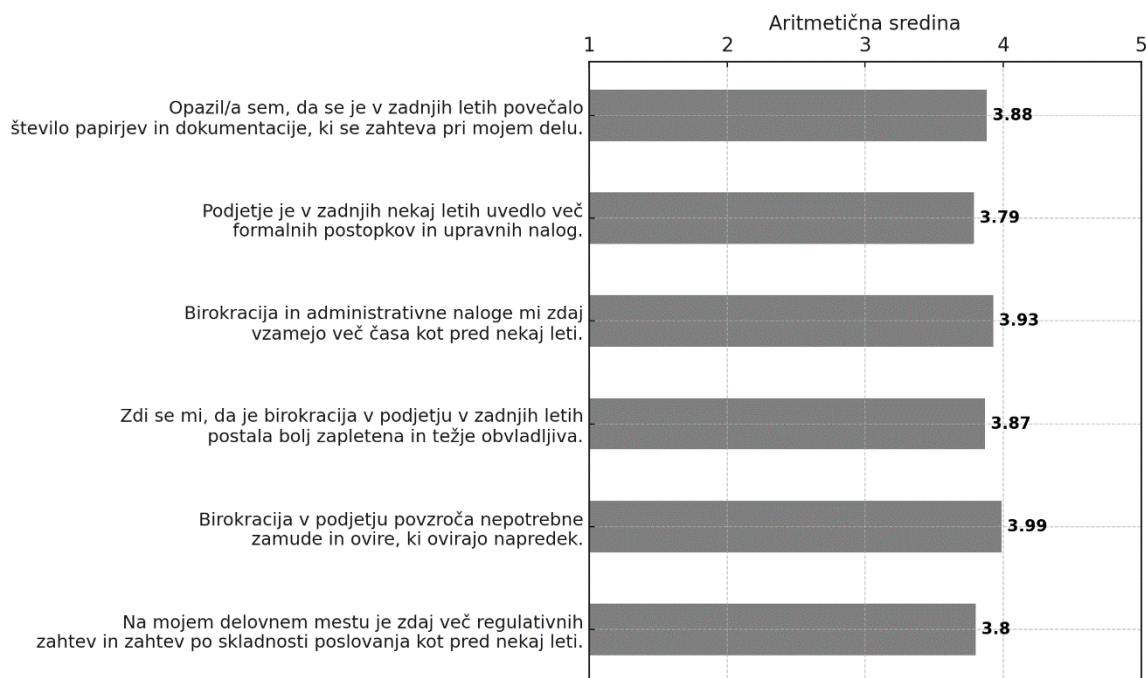 Aritmetična sredina
1 2 3 4 5
Opazil/a sem, da se je v zadnjih letih povečalo
število papirjev in dokumentacije, ki se zahteva pri mojem delu.
3.88
Podjetje je v zadnjih nekaj letih uvedlo več
formalnih postopkov in upravnih nalog.
3.79
Birokracija in administrativne naloge mi zdaj
vzamejo več časa kot pred nekaj leti.
3.93
Zdi se mi, da je birokracija v podjetju v zadnjih letih
postala bolj zapletena in težje obvladljiva.
3.87
Birokracija v podjetju povzroča nepotrebne
zamude in ovire, ki ovirajo napredek.
3.99
Na mojem delovnem mestu je zdaj več regulativnih
zahtev in zahtev po skladnosti poslovanja kot pred nekaj leti.
3.8